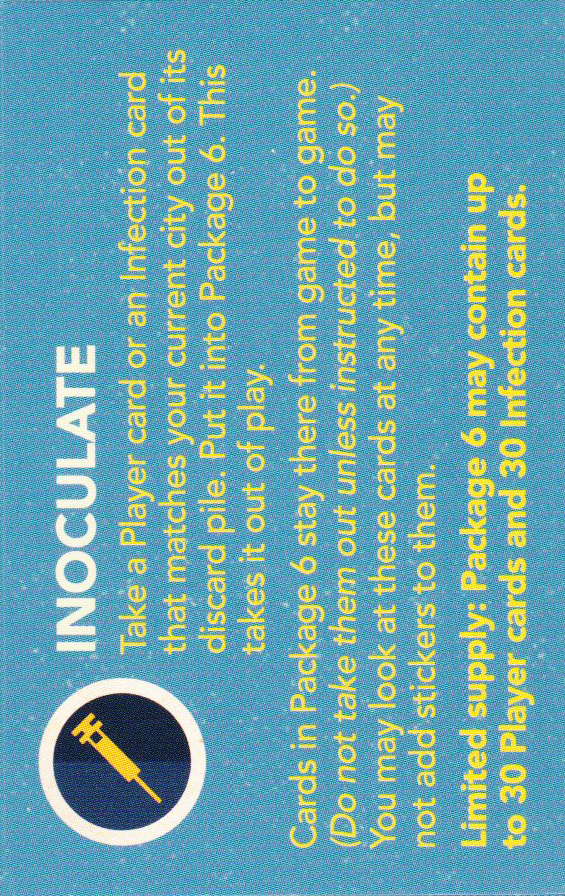 INOCULATE
Take a Player card or an Infection card
that matches your current city out of its
discard pile. Put it into Package 6. This
takes it out of play.
Cards in Package 6 stay there from game to game.
(Do not take them out unless instructed to do so.)
You may look at these cards at any time, but may
not add stickers to them.
Limited supply: Package 6 may contain up
to 30 Player cards and 30 Infection cards.